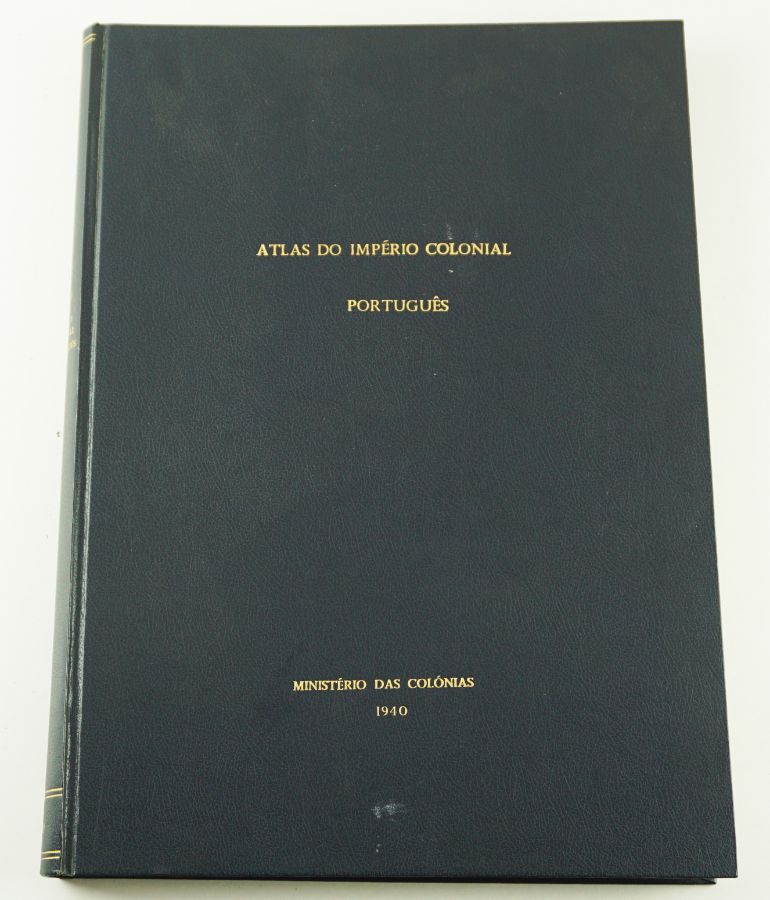 ATLAS DO IMPÉRIO COLONIAL
PORTUGUÊS
MINISTÉRIO DAS COLÓNIAS
1940